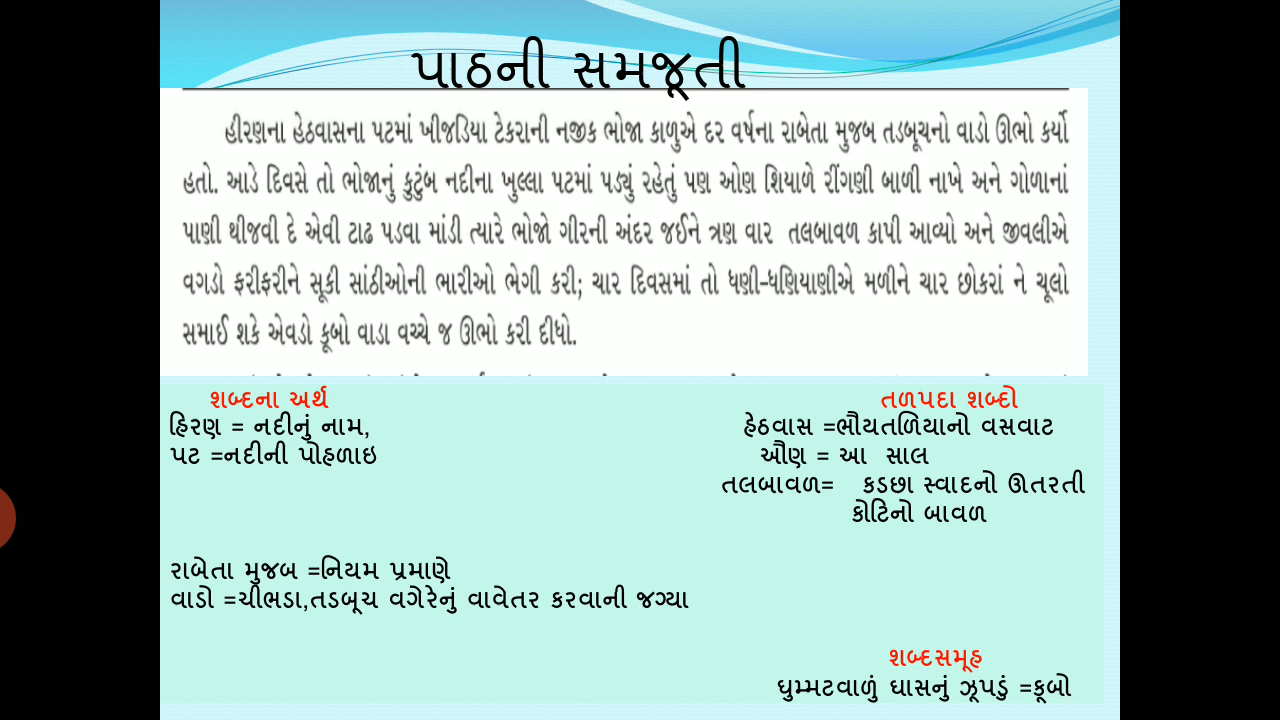 પાઠની સમજૂતી
હીરણના હેઠવાસના પટમાં ખીજડિયા ટેકરાની નજીક ભોજા કાળુએ દર વર્ષના રાબેતા મુજબ તડબૂચનો વાડો ઊભો કર્યો
હતો. આડે દિવસે તો ભોજાનું કુટુંબ નદીના ખુલ્લા પટમાં પડ્યું રહેતું પણ ઓણ શિયાળે રીંગણી બાળી નાખે અને ગોળાનાં
પાણી થીજવી દે એવી ટાઢ પડવા માંડી ત્યારે ભોજો ગીરની અંદર જઈને ત્રણ વાર તલબાવળ કાપી આવ્યો અને જીવલીએ
વગડો ફરીફરીને સૂકી સાંઠીઓની ભારીઓ ભેગી કરી; ચાર દિવસમાં તો ધણી-ધણિયાણીએ મળીને ચાર છોકરાં ને ચૂલો
સમાઈ શકે એવડો કૂબો વાડા વચ્ચે જ ઊભો કરી દીધો.
શબ્દના અર્થ
હિરણ = નદીનું નામ,
પટ =નદીની પોહળાઇ
રાબેતા મુજબ =નિયમ પ્રમાણે
વાડો =ચીભડા,તડબૂચ વગેરેનું વાવેતર કરવાની જગ્યા
તળપદા શબ્દો
હેઠવાસ =ભૌયતળિયાનો વસવાટ
ઔણ = આ સાલ
તલબાવળ= કડછા સ્વાદનો ઊતરતી
કોટિનો બાવળ
શબ્દસમૂહ
ઘુમ્મટવાળું ઘાસનું ઝૂપડું =કૂબો